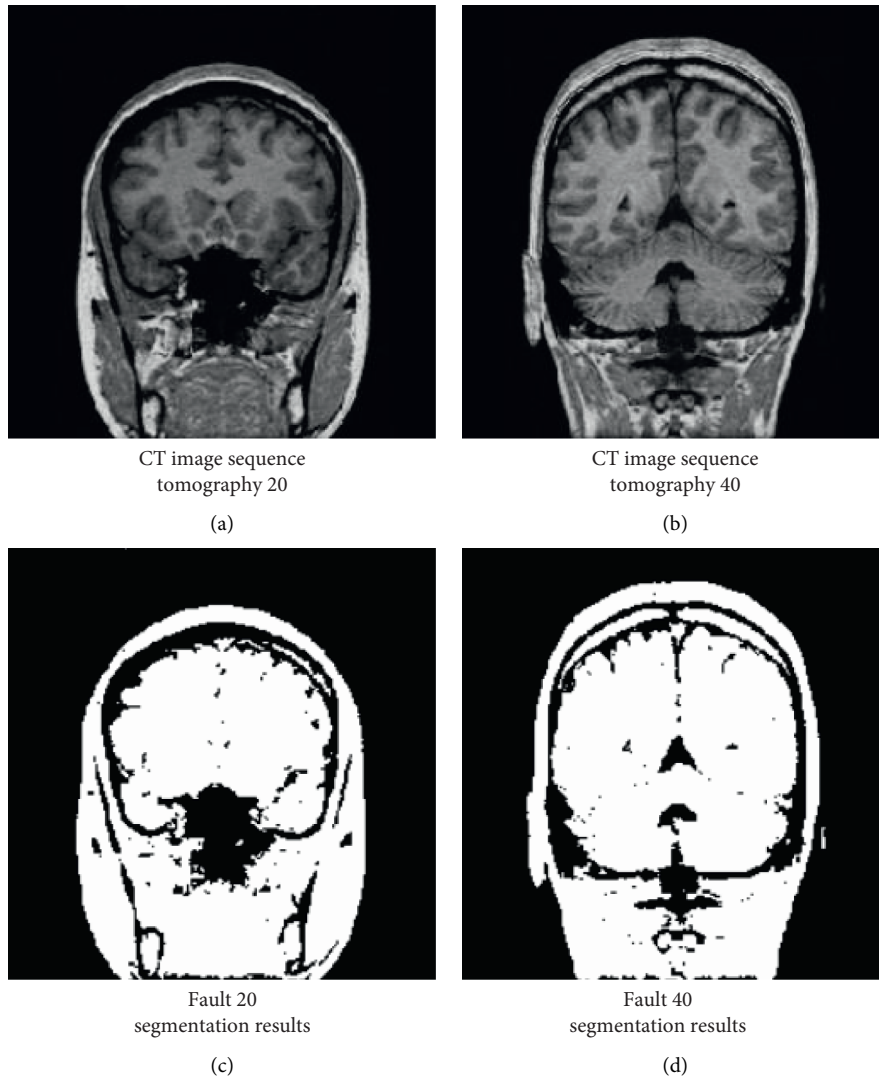 CT image sequence
tomography 20
(a)
CT image sequence
tomography 40
(b)
Fault 20
segmentation results
(c)
Fault 40
segmentation results
(d)